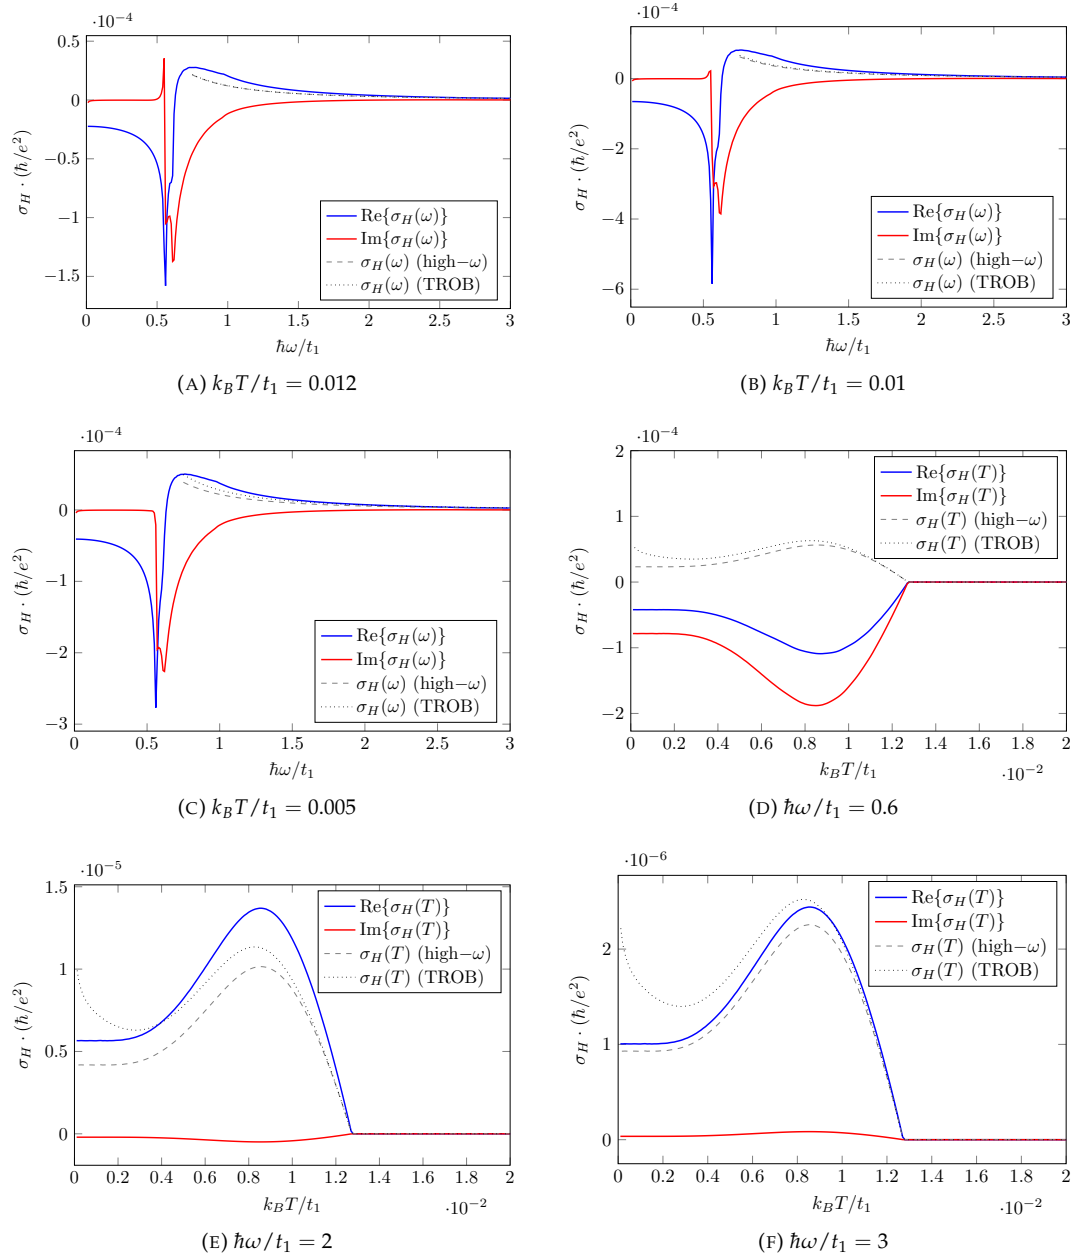 ·10⁻⁴
0.5
0
−0.5
−1
−1.5
σ_H · (ħ/e²)
Re{σ_H(ω)}
Im{σ_H(ω)}
σ_H(ω) (high−ω)
σ_H(ω) (TROB)
0 0.5 1 1.5 2 2.5 3
ħω/t₁
(A) k_BT/t₁ = 0.012
·10⁻⁴
0
−2
−4
−6
σ_H · (ħ/e²)
Re{σ_H(ω)}
Im{σ_H(ω)}
σ_H(ω) (high−ω)
σ_H(ω) (TROB)
0 0.5 1 1.5 2 2.5 3
ħω/t₁
(B) k_BT/t₁ = 0.01
·10⁻⁴
0
−1
−2
−3
σ_H · (ħ/e²)
Re{σ_H(ω)}
Im{σ_H(ω)}
σ_H(ω) (high−ω)
σ_H(ω) (TROB)
0 0.5 1 1.5 2 2.5 3
ħω/t₁
(C) k_BT/t₁ = 0.005
·10⁻⁴
2
1
0
−1
−2
σ_H · (ħ/e²)
Re{σ_H(T)}
Im{σ_H(T)}
σ_H(T) (high−ω)
σ_H(T) (TROB)
0 0.2 0.4 0.6 0.8 1 1.2 1.4 1.6 1.8 2
k_BT/t₁
·10⁻²
(D) ħω/t₁ = 0.6
·10⁻⁵
1.5
1
0.5
0
σ_H · (ħ/e²)
Re{σ_H(T)}
Im{σ_H(T)}
σ_H(T) (high−ω)
σ_H(T) (TROB)
0 0.2 0.4 0.6 0.8 1 1.2 1.4 1.6 1.8 2
k_BT/t₁
·10⁻²
(E) ħω/t₁ = 2
·10⁻⁶
2
1
0
σ_H · (ħ/e²)
Re{σ_H(T)}
Im{σ_H(T)}
σ_H(T) (high−ω)
σ_H(T) (TROB)
0 0.2 0.4 0.6 0.8 1 1.2 1.4 1.6 1.8 2
k_BT/t₁
·10⁻²
(F) ħω/t₁ = 3